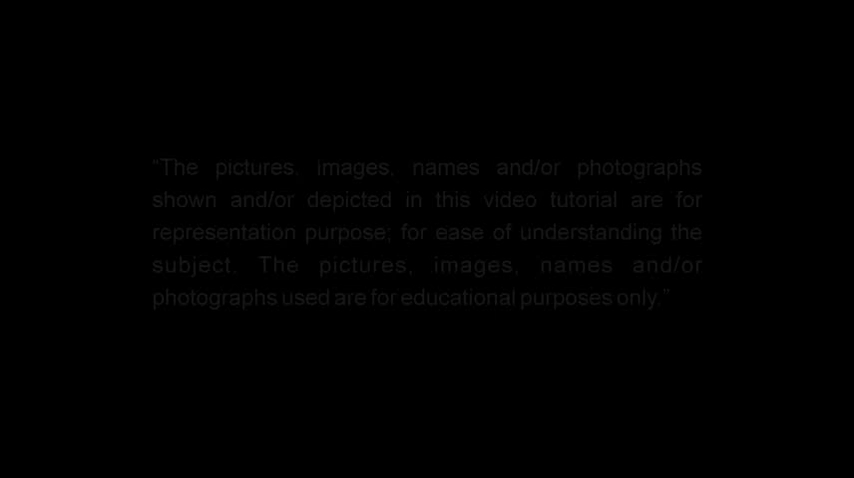 "The pictures, images, names and/or photographs
shown and/or depicted in this video tutorial are for
representation purpose; for ease of understanding the
subject. The pictures, images, names and/or
photographs used are for educational purposes only."